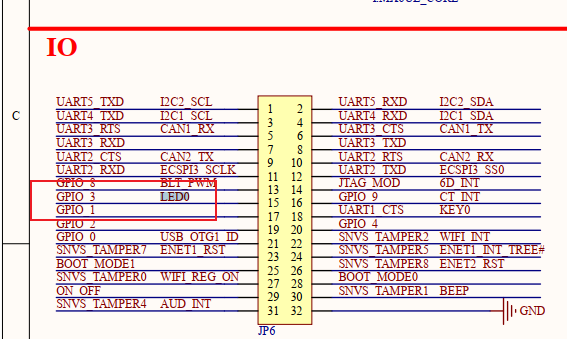 IO
C
UART5_TXD I2C2_SCL 1 2 UART5_RXD I2C2_SDA
UART4_TXD I2C1_SCL 3 4 UART4_RXD I2C1_SDA
UART3_RTS CAN1_RX 5 6 UART3_CTS CAN1_TX
UART3_RXD 7 8 UART3_TXD
UART2_CTS CAN2_TX 9 10 UART2_RTS CAN2_RX
UART2_RXD ECSPI3_SCLK 11 12 UART2_TXD ECSPI3_SS0
GPIO_8 BLT_PWM 13 14 JTAG_MOD 6D_INT
GPIO_3 LED0 15 16 GPIO_9 CT_INT
GPIO_1 17 18 UART1_CTS KEY0
GPIO_2 19 20 GPIO_4
GPIO_0 USB_OTG1_ID 21 22 SNVS_TAMPER2 WIFI_INT
SNVS_TAMPER7 ENET1_RST 23 24 SNVS_TAMPER5 ENET1_INT_TREE#
BOOT_MODE1 25 26 SNVS_TAMPER8 ENET2_RST
SNVS_TAMPER0 WIFI_REG_ON 27 28 BOOT_MODE0
ON_OFF 29 30 SNVS_TAMPER1 BEEP
SNVS_TAMPER4 AUD_INT 31 32 GND
JP6